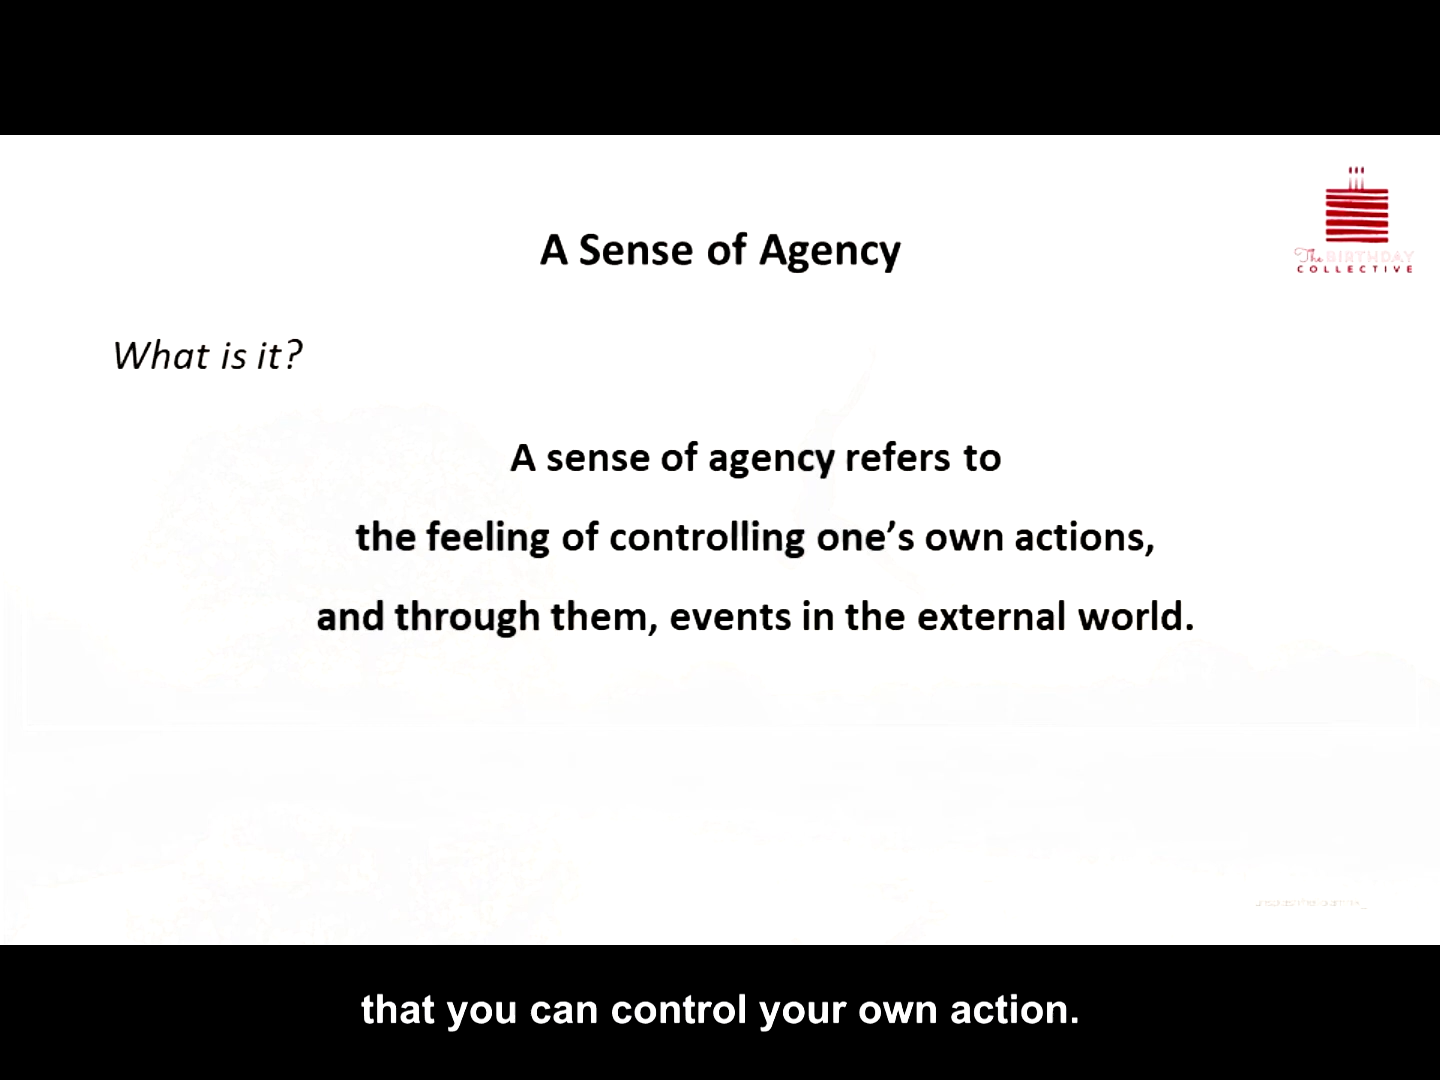 A Sense of Agency
The BIRTHDAY
COLLECTIVE
What is it?
A sense of agency refers to
the feeling of controlling one’s own actions,
and through them, events in the external world.
that you can control your own action.